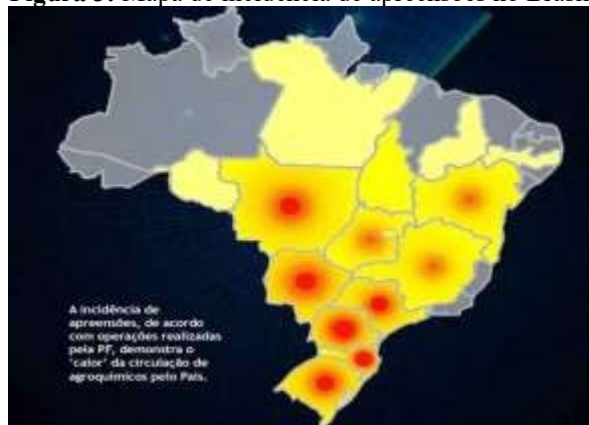 Figura 3: Mapa de incidência de apreensões no Brasil
A incidência de
apreensões, de acordo
com operações realizadas
pela PF, demonstra o
'calor' da circulação de
agroquímicos pelo País.